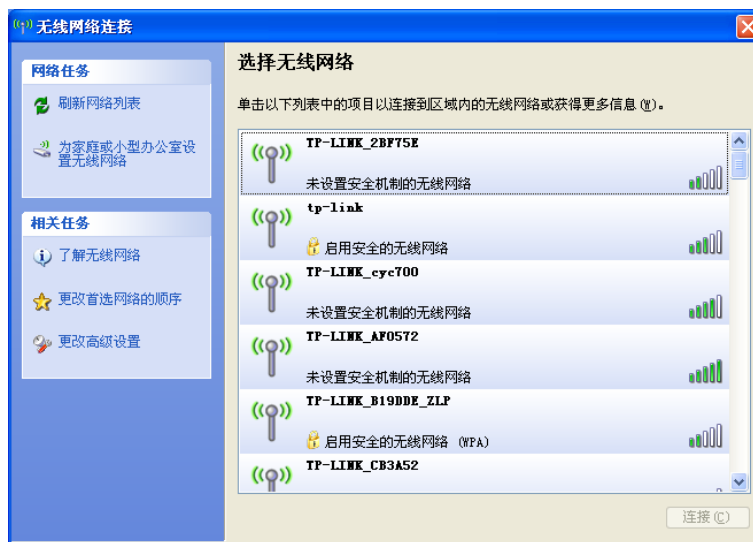 无线网络连接
网络任务
刷新网络列表
为家庭或小型办公室设
置无线网络
相关任务
了解无线网络
更改首选网络的顺序
更改高级设置
选择无线网络
单击以下列表中的项目以连接到区域内的无线网络或获得更多信息(W)。
TP-LINK_2BF75E
未设置安全机制的无线网络
tp-link
启用安全的无线网络
TP-LINK_cyc700
未设置安全机制的无线网络
TP-LINK_AF0572
未设置安全机制的无线网络
TP-LINK_B19DDE_ZLP
启用安全的无线网络 (WPA)
TP-LINK_CB3A52
连接(C)